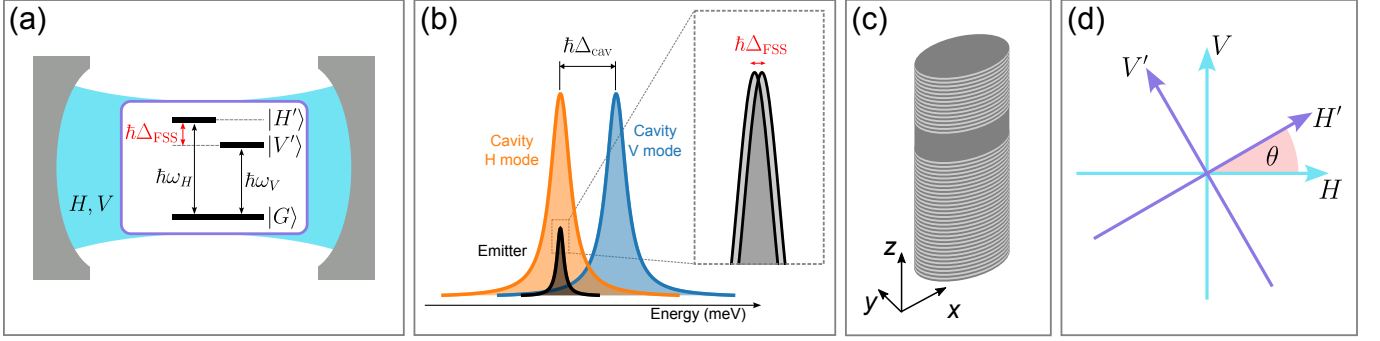 (a)
|H′⟩
ℏΔ_FSS
|V′⟩
ℏω_H
ℏω_V
H, V
|G⟩
(b)
ℏΔ_cav
ℏΔ_FSS
Cavity
H mode
Cavity
V mode
Emitter
Energy (meV)
(c)
z
y
x
(d)
V
V′
H′
θ
H